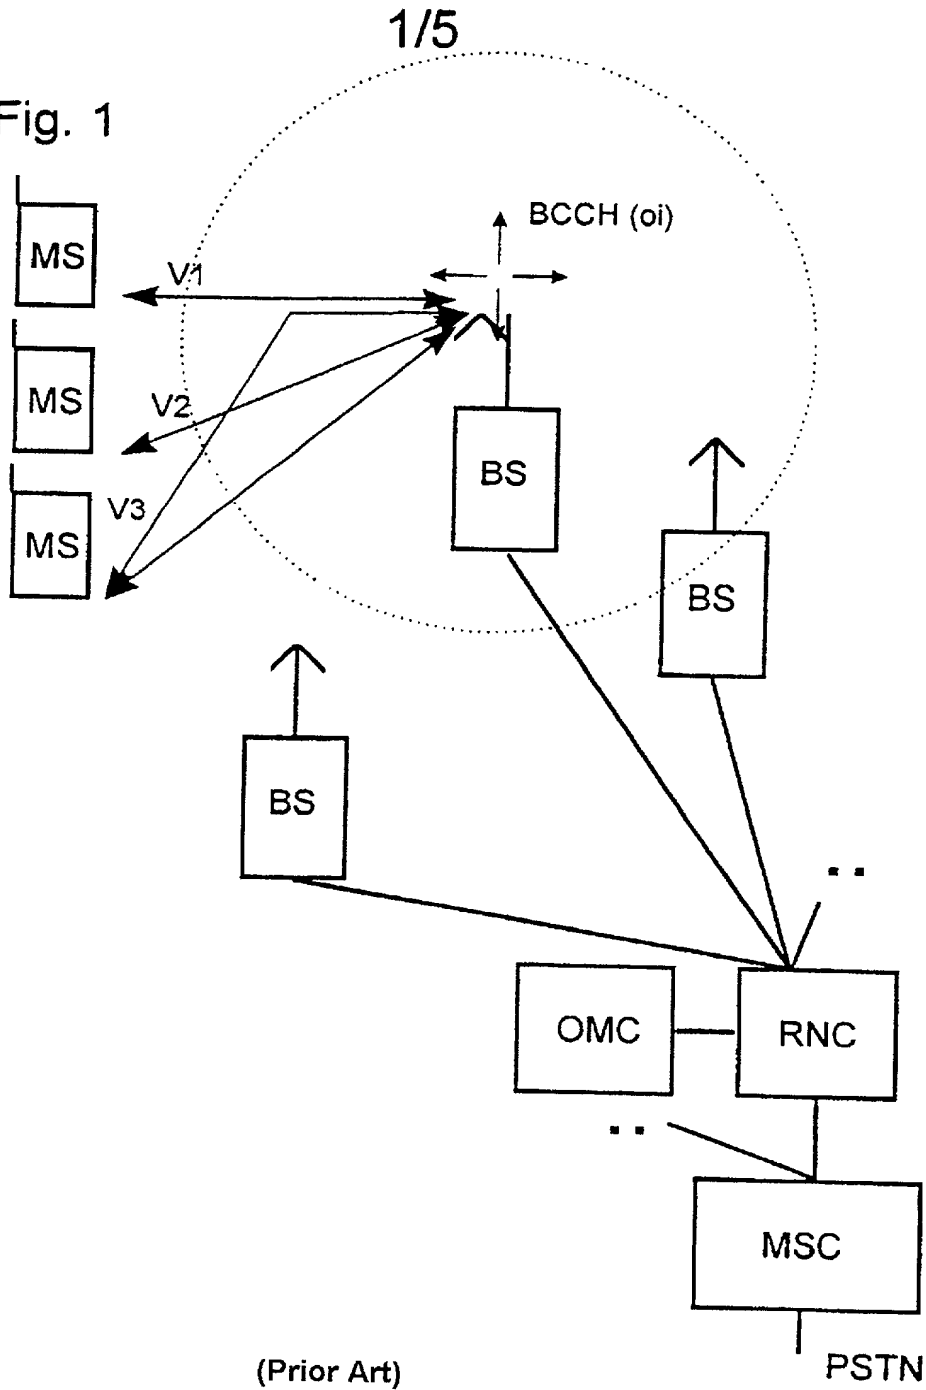 1/5
Fig. 1
BCCH (oi)
MS
V1
MS
V2
BS
V3
MS
BS
BS
. .
OMC
RNC
. .
MSC
PSTN
(Prior Art)